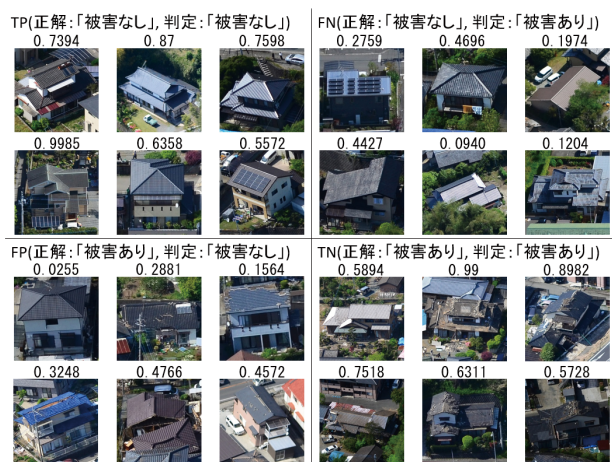 TP(正解:「被害なし」, 判定:「被害なし」)
0.7394 0.87 0.7598
0.9985 0.6358 0.5572
FN(正解:「被害なし」, 判定:「被害あり」)
0.2759 0.4696 0.1974
0.4427 0.0940 0.1204
FP(正解:「被害あり」, 判定:「被害なし」)
0.0255 0.2881 0.1564
0.3248 0.4766 0.4572
TN(正解:「被害あり」, 判定:「被害あり」)
0.5894 0.99 0.8982
0.7518 0.6311 0.5728